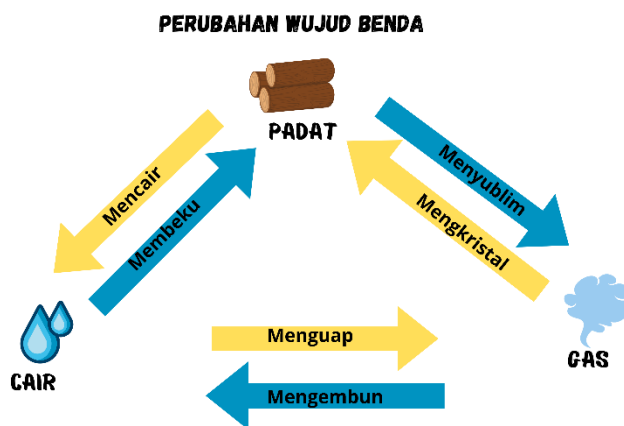 PERUBAHAN WUJUD BENDA
PADAT
Mencair
Membeku
Menyublim
Mengkristal
CAIR
Menguap
Mengembun
GAS